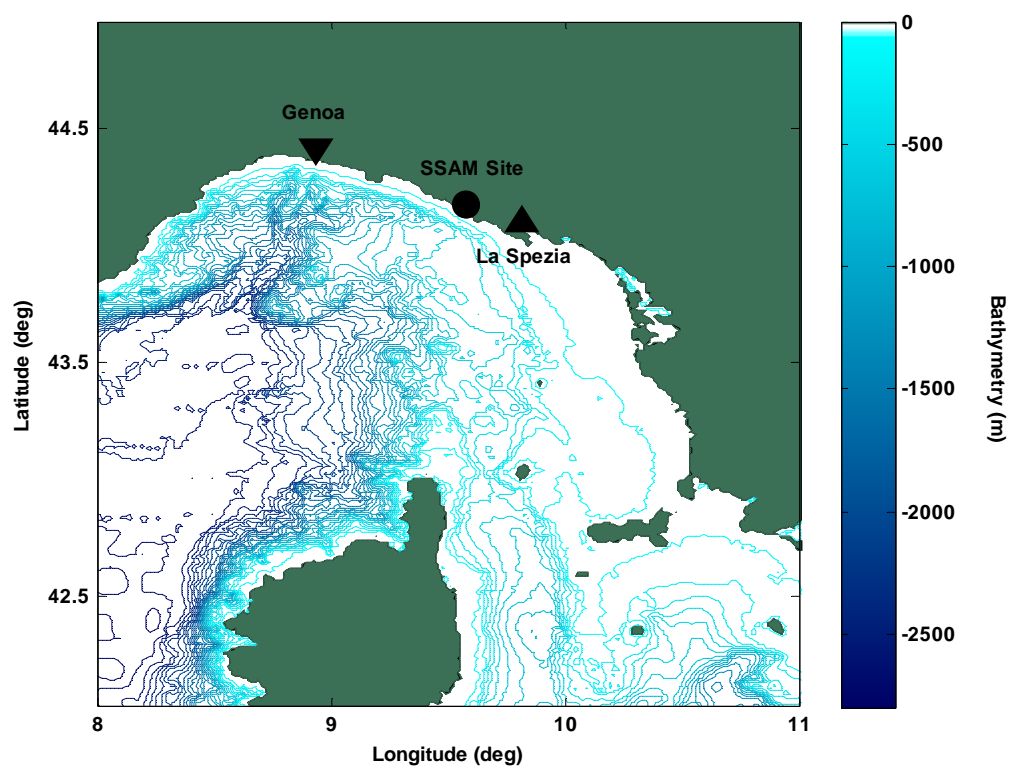 Genoa
SSAM Site
La Spezia
44.5
43.5
42.5
Latitude (deg)
8
9
10
11
Longitude (deg)
0
-500
-1000
-1500
-2000
-2500
Bathymetry (m)